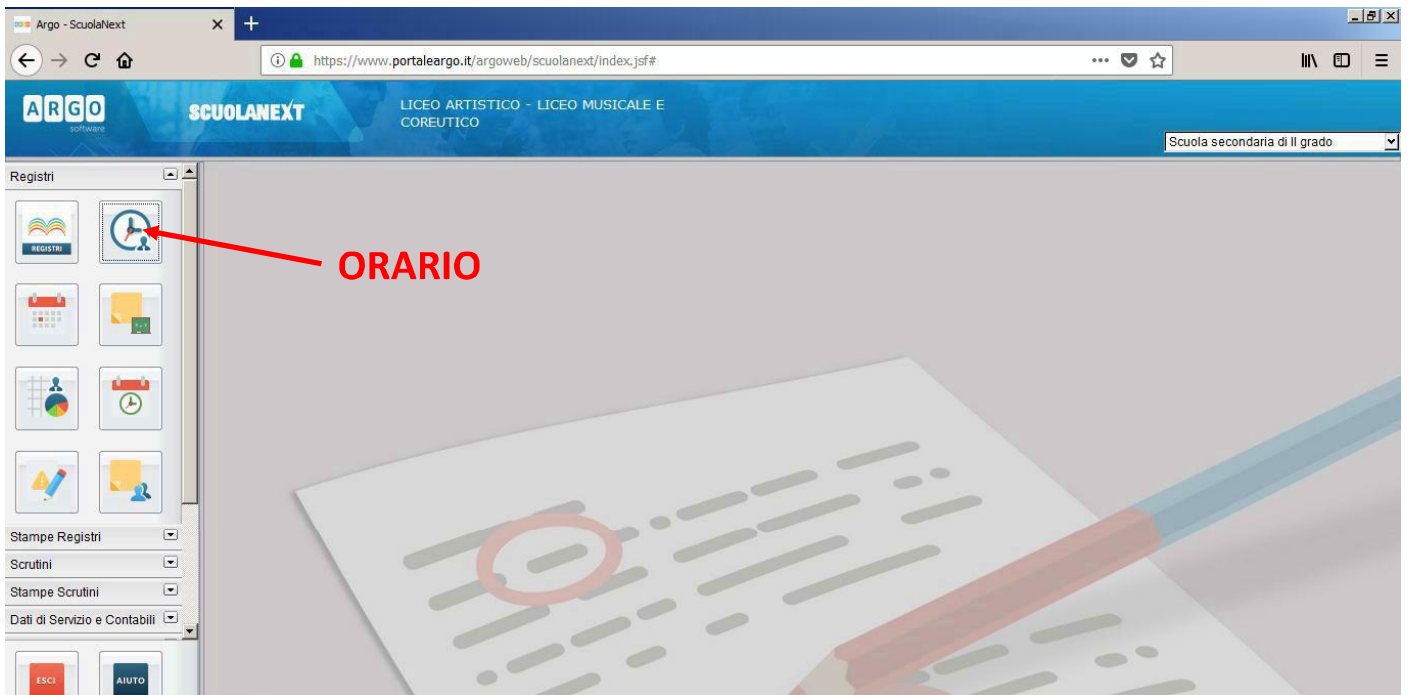 Argo - ScuolaNext
https://www.portaleargo.it/argoweb/scuolanext/index.jsf#
ARGO
software
SCUOLANEXT
LICEO ARTISTICO - LICEO MUSICALE E
COREUTICO
Scuola secondaria di II grado
Registri
REGISTRI
ORARIO
Stampe Registri
Scrutini
Stampe Scrutini
Dati di Servizio e Contabili
ESCI
AIUTO